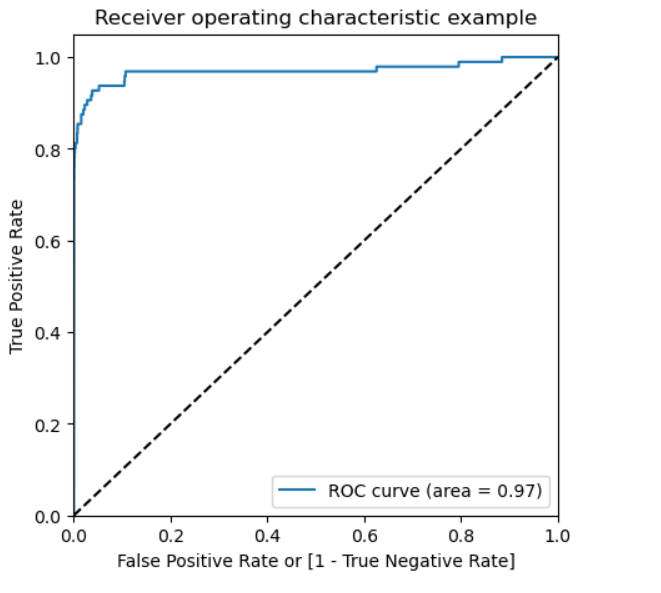 Receiver operating characteristic example
1.0
0.8
0.6
0.4
0.2
0.0
True Positive Rate
ROC curve (area = 0.97)
0.0 0.2 0.4 0.6 0.8 1.0
False Positive Rate or [1 - True Negative Rate]